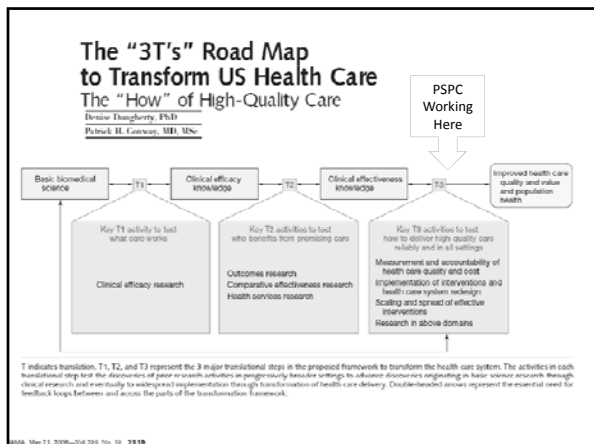 The "3T's" Road Map
to Transform US Health Care
The "How" of High-Quality Care
Denise Dougherty, PhD
Patrick H. Conway, MD, MSc
PSPC
Working
Here
Basic biomedical
science
T1
Clinical efficacy
knowledge
T2
Clinical effectiveness
knowledge
T3
Improved health care
quality and value
and population
health
Key T1 activity to test
what care works
Clinical efficacy research
Key T2 activities to test
who benefits from promising care
Outcomes research
Comparative effectiveness research
Health services research
Key T3 activities to test
how to deliver high-quality care
reliably and in all settings
Measurement and accountability of
health care quality and cost
Implementation of interventions and
health care system redesign
Scaling and spread of effective
interventions
Research in above domains
T indicates translation. T1, T2, and T3 represent the 3 major translational steps in the proposed framework to transform the health care system. The activities in each
translational step test the discoveries of prior research activities in progressively broader settings to advance discoveries originating in basic science research through
clinical research and eventually to widespread implementation through transformation of health care delivery. Double-headed arrows represent the essential need for
feedback loops between and across the parts of the transformation framework.
JAMA, May 21, 2008—Vol 299, No. 19 2319